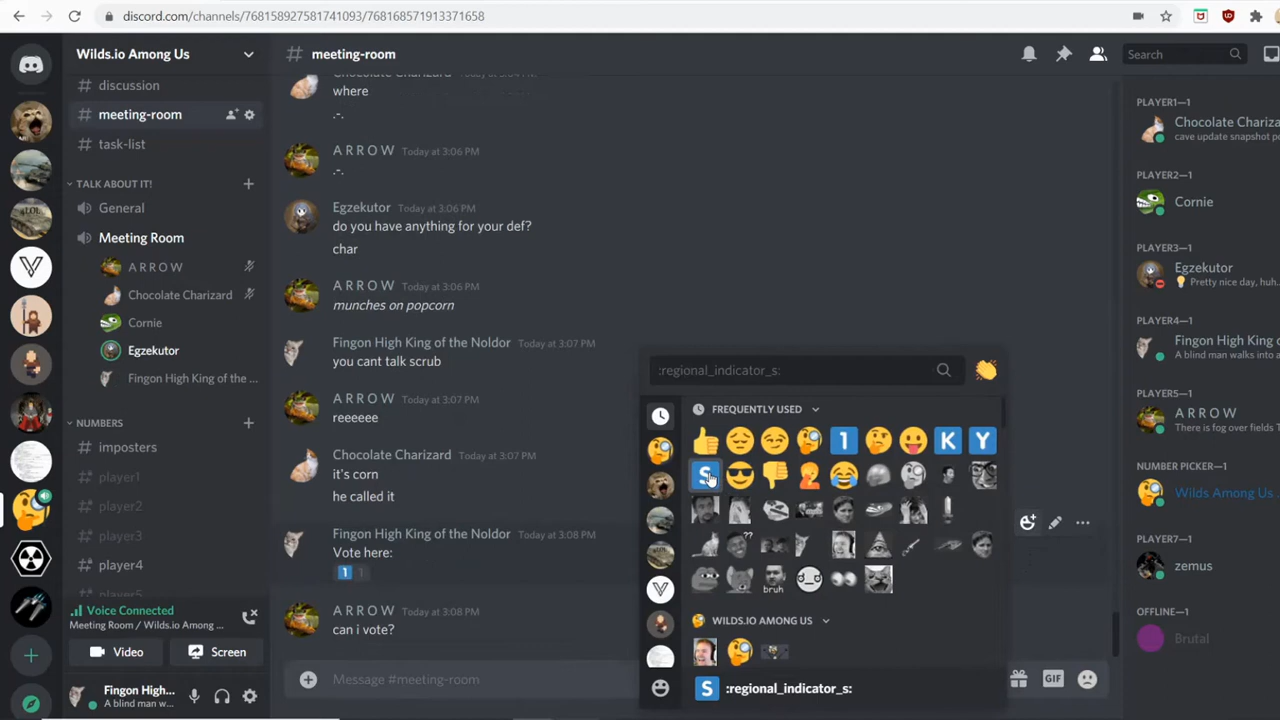 discord.com/channels/768158927581741093/768168571913371658
Wilds.io Among Us
# meeting-room
Search
# discussion
# meeting-room
# task-list
TALK ABOUT IT!
General
Meeting Room
A R R O W
Chocolate Charizard
Cornie
Egzekutor
Fingon High King of the ...
NUMBERS
# imposters
# player1
# player2
# player3
# player4
Voice Connected
Meeting Room / Wilds.io Among ...
Video
Screen
Fingon High...
A blind man w...
Chocolate Charizard
where
.-.
A R R O W Today at 3:06 PM
.-.
Egzekutor Today at 3:06 PM
do you have anything for your def?
char
A R R O W Today at 3:06 PM
munches on popcorn
Fingon High King of the Noldor Today at 3:07 PM
you cant talk scrub
A R R O W Today at 3:07 PM
reeeeee
Chocolate Charizard Today at 3:07 PM
it's corn
he called it
Fingon High King of the Noldor Today at 3:08 PM
Vote here:
1 1
A R R O W Today at 3:08 PM
can i vote?
Message #meeting-room
GIF
:regional_indicator_s:
FREQUENTLY USED
1 K Y
S
??
bruh
WILDS.IO AMONG US
S :regional_indicator_s:
PLAYER1—1
Chocolate Chariza
cave update snapshot po
PLAYER2—1
Cornie
PLAYER3—1
Egzekutor
Pretty nice day, huh...
PLAYER4—1
Fingon High King o
A blind man walks into a
PLAYER5—1
A R R O W
There is fog over fields T
NUMBER PICKER—1
Wilds Among Us
PLAYER7—1
zemus
OFFLINE—1
Brutal